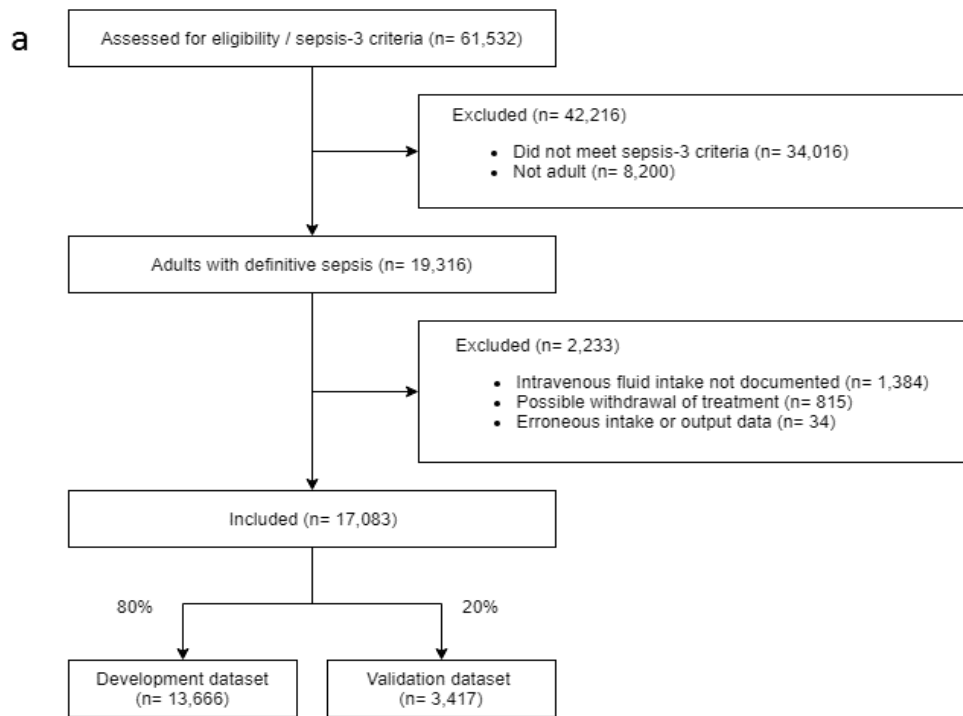 a
Assessed for eligibility / sepsis-3 criteria (n= 61,532)
Excluded (n= 42,216)
• Did not meet sepsis-3 criteria (n= 34,016)
• Not adult (n= 8,200)
Adults with definitive sepsis (n= 19,316)
Excluded (n= 2,233)
• Intravenous fluid intake not documented (n= 1,384)
• Possible withdrawal of treatment (n= 815)
• Erroneous intake or output data (n= 34)
Included (n= 17,083)
80%
20%
Development dataset
(n= 13,666)
Validation dataset
(n= 3,417)